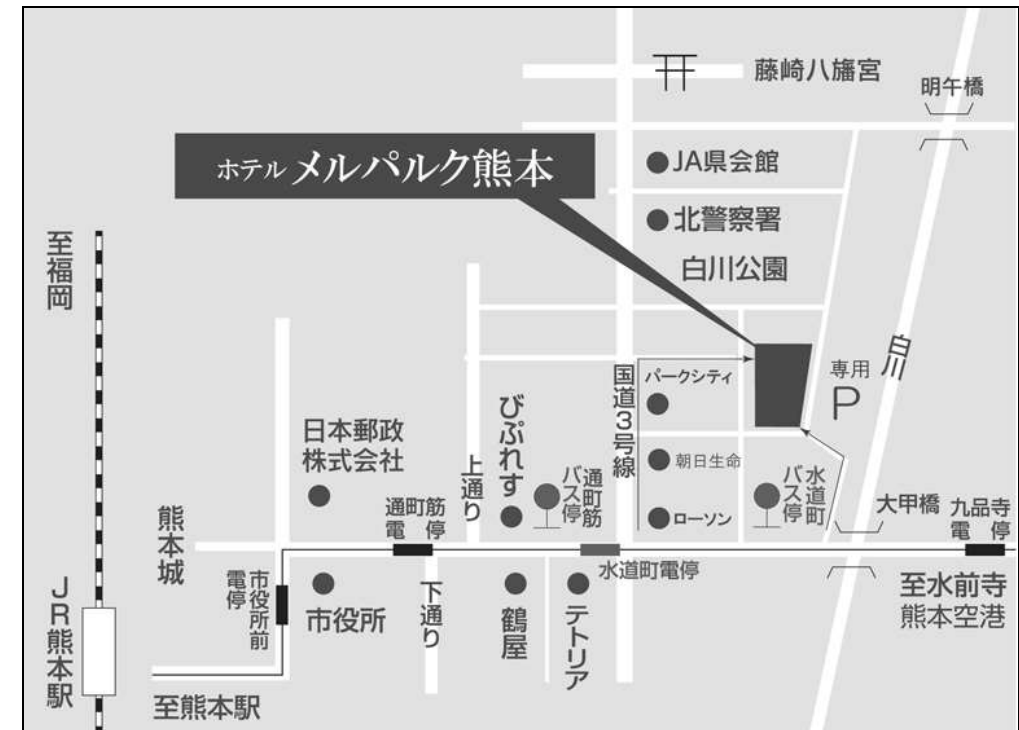 藤崎八旛宮
明午橋
ホテル メルパルク熊本
JA県会館
北警察署
白川公園
至福岡
白川
専用
P
国道3号線
パークシティ
びぷれす
日本郵政
株式会社
上通り
通町筋
バス停
朝日生命
水道町
バス停
ローソン
大甲橋
九品寺
電停
通町筋
電停
熊本城
水道町電停
市役所前
電停
市役所
下通り
鶴屋
テトリア
至水前寺
熊本空港
JR熊本駅
至熊本駅